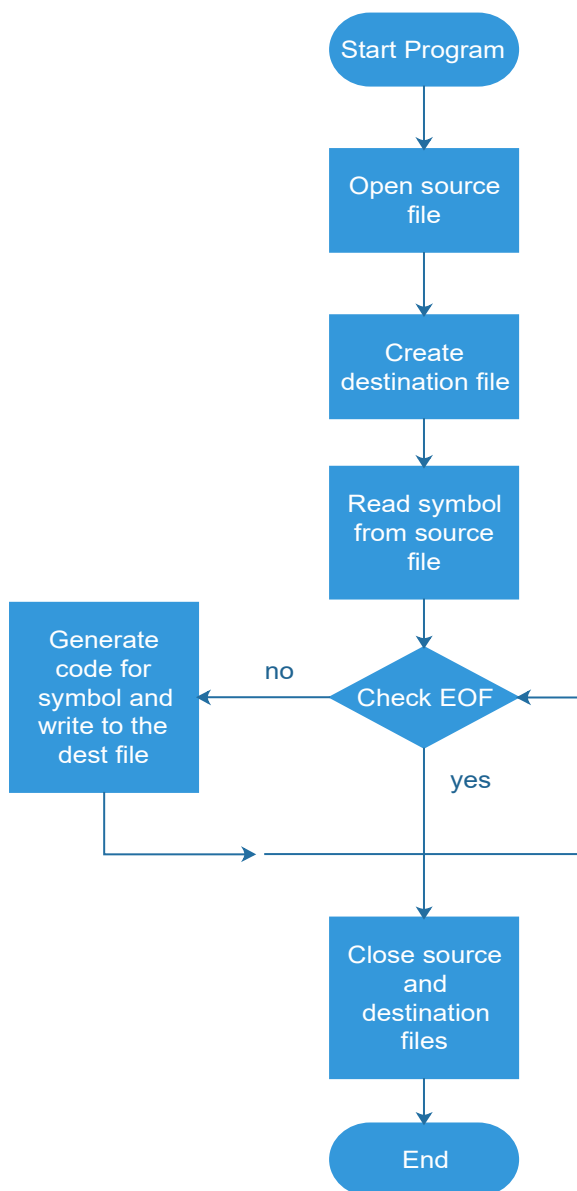 Start Program
Open source
file
Create
destination file
Read symbol
from source
file
Generate
code for
symbol and
write to the
dest file
no
Check EOF
yes
Close source
and
destination
files
End